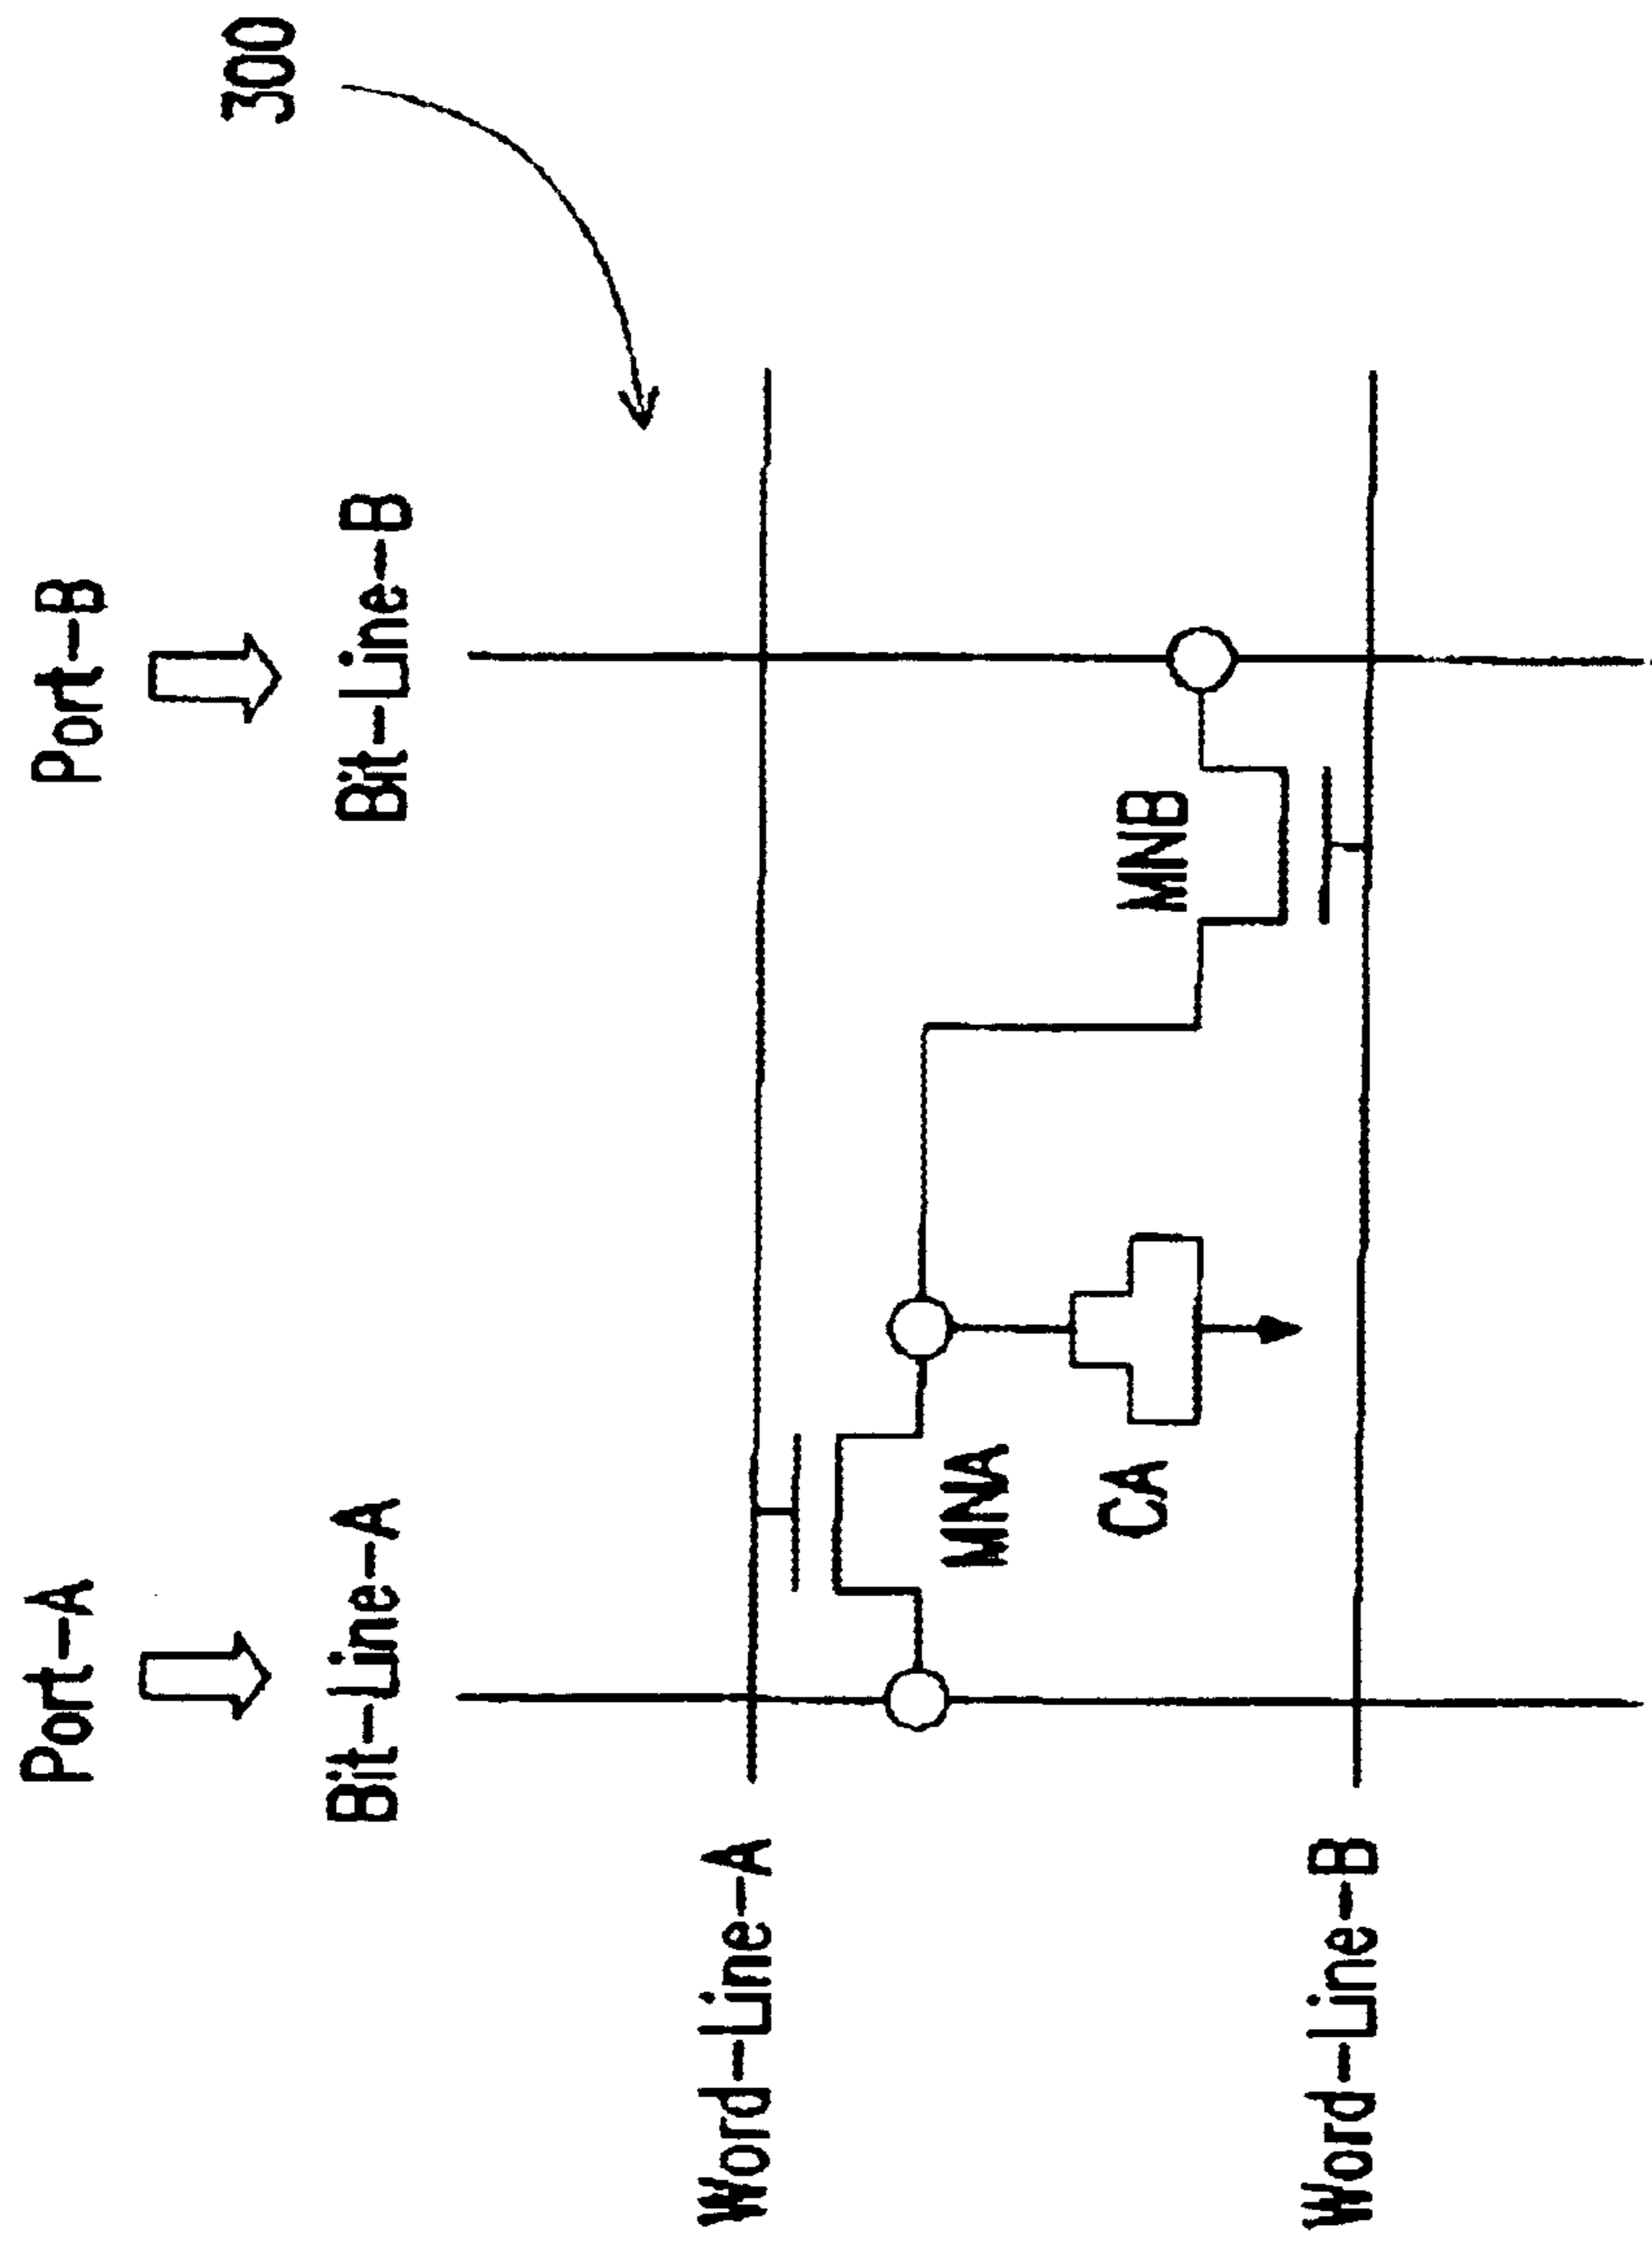 Port-A
Port-B
300
Bit-Line-A
Bit-Line-B
Word-Line-A
MNA
MNB
CA
Word-Line-B